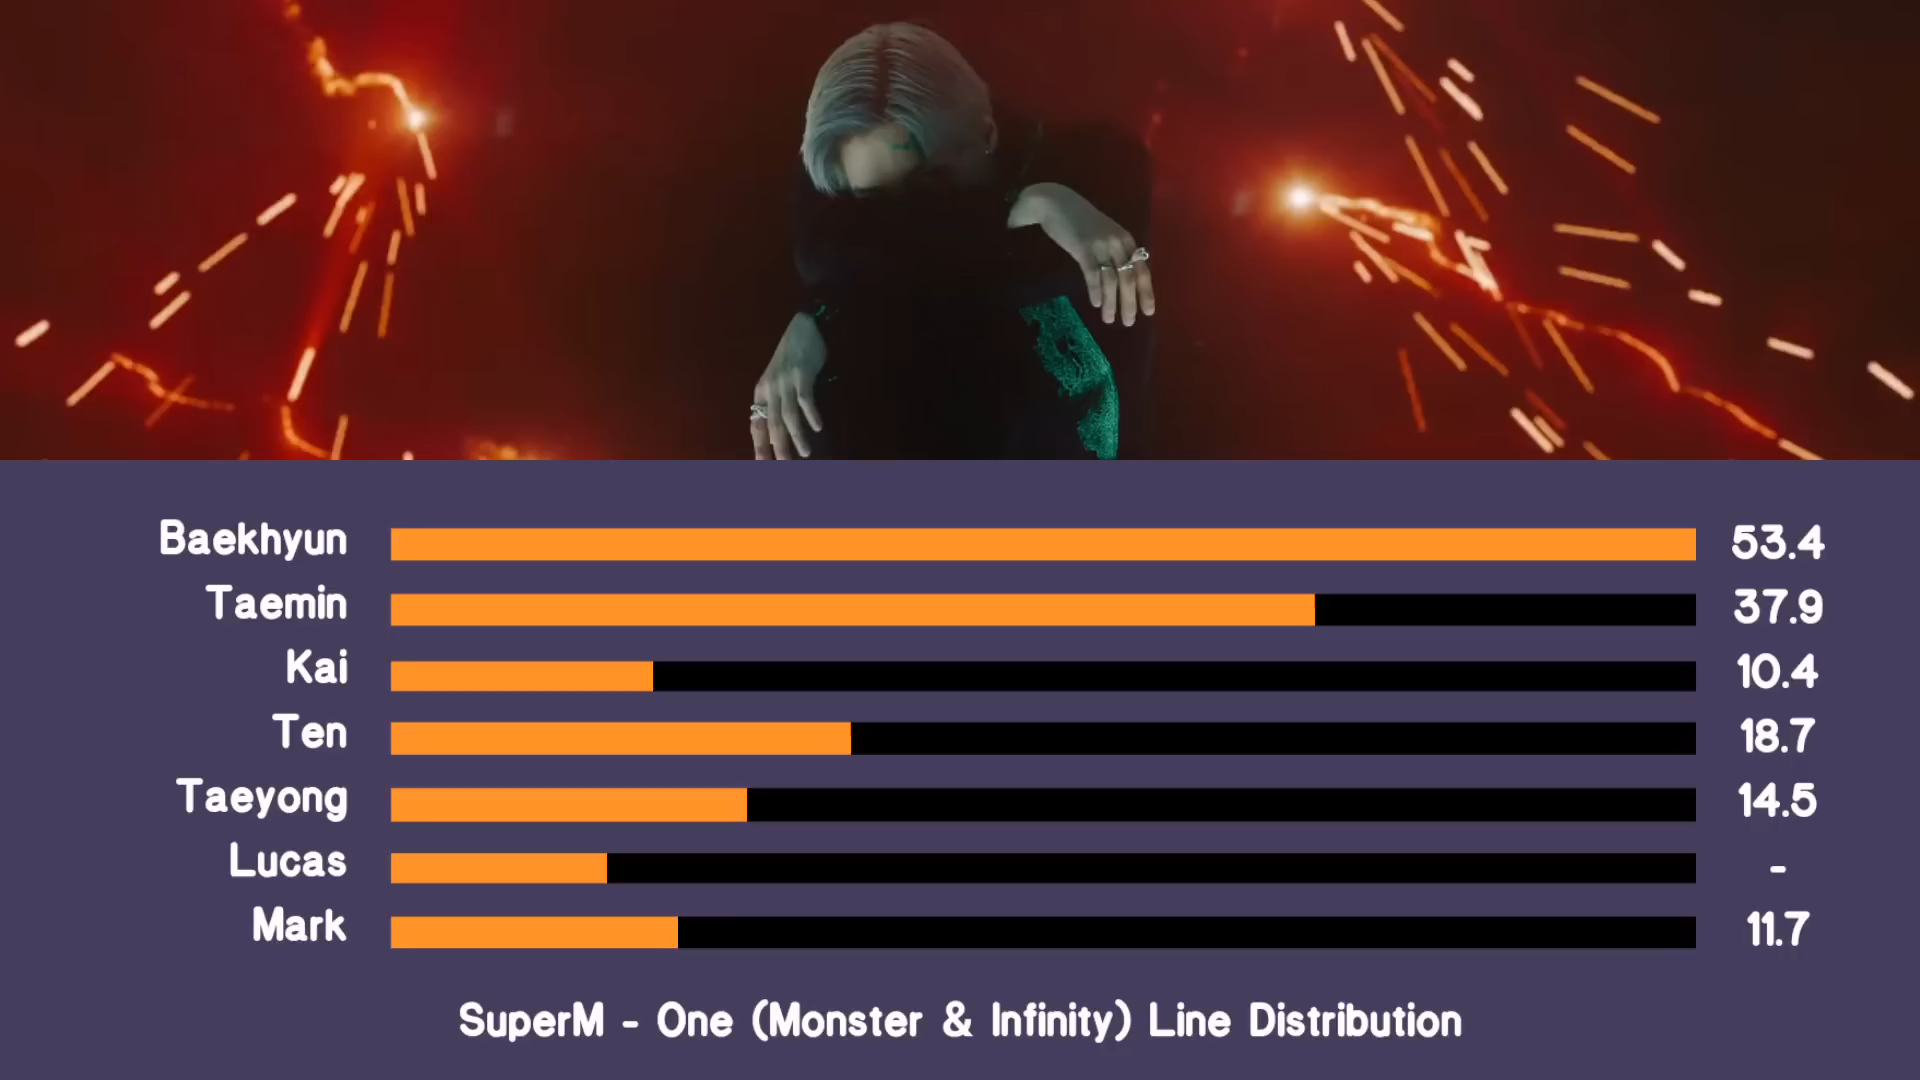 Baekhyun 53.4
Taemin 37.9
Kai 10.4
Ten 18.7
Taeyong 14.5
Lucas -
Mark 11.7
SuperM - One (Monster & Infinity) Line Distribution